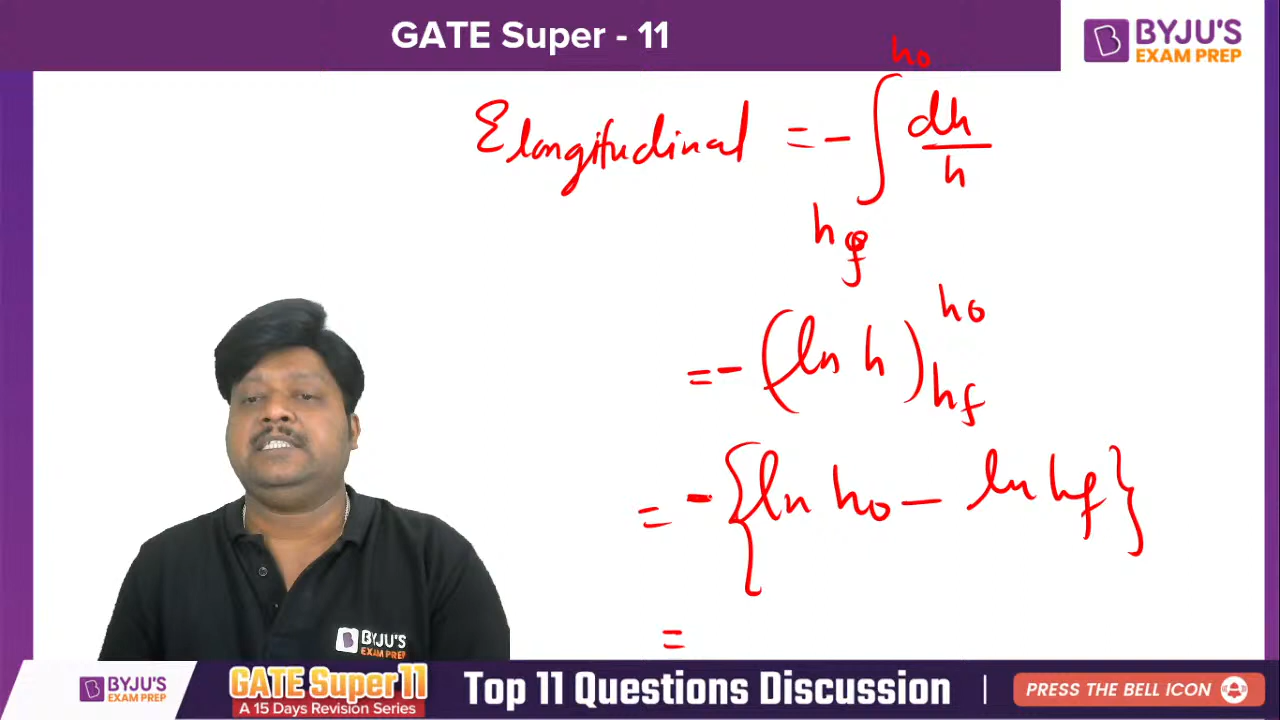 GATE Super - 11
BYJU'S
EXAM PREP
ε longitudinal = - ∫_{hf}^{ho} dh/h
= - (ln h)_{hf}^{ho}
= - {ln ho - ln hf}
=
BYJU'S
EXAM PREP
BYJU'S
EXAM PREP
GATE Super 11
A 15 Days Revision Series
Top 11 Questions Discussion
PRESS THE BELL ICON